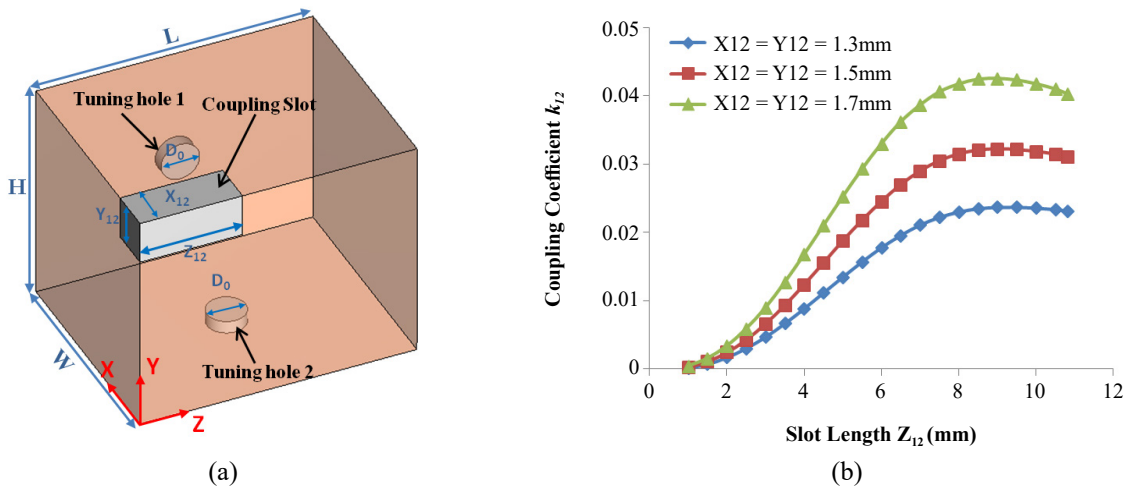 L
Tuning hole 1
Coupling Slot
D₀
H
X₁₂
Y₁₂
Z₁₂
D₀
Tuning hole 2
W
X
Y
Z
(a)
0.05
0.04
0.03
0.02
0.01
0
Coupling Coefficient k₁₂
X12 = Y12 = 1.3mm
X12 = Y12 = 1.5mm
X12 = Y12 = 1.7mm
0 2 4 6 8 10 12
Slot Length Z₁₂ (mm)
(b)